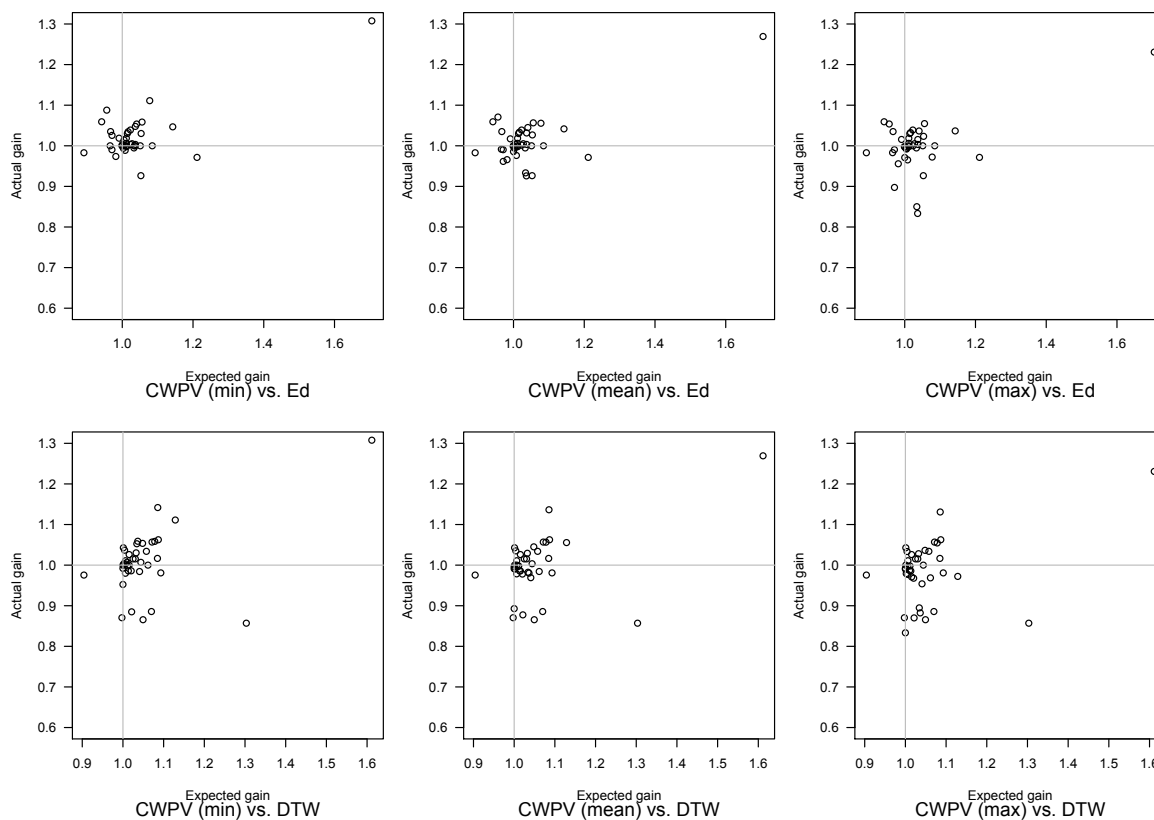 1.3 1.3 1.3
1.2 1.2 1.2
1.1 1.1 1.1
1.0 1.0 1.0
0.9 0.9 0.9
0.8 0.8 0.8
0.7 0.7 0.7
0.6 0.6 0.6
Actual gain Actual gain Actual gain
1.0 1.2 1.4 1.6 1.0 1.2 1.4 1.6 1.0 1.2 1.4 1.6
Expected gain Expected gain Expected gain
CWPV (min) vs. Ed CWPV (mean) vs. Ed CWPV (max) vs. Ed
1.3 1.3 1.3
1.2 1.2 1.2
1.1 1.1 1.1
1.0 1.0 1.0
0.9 0.9 0.9
0.8 0.8 0.8
0.7 0.7 0.7
0.6 0.6 0.6
Actual gain Actual gain Actual gain
0.9 1.0 1.1 1.2 1.3 1.4 1.5 1.6 0.9 1.0 1.1 1.2 1.3 1.4 1.5 1.6 0.9 1.0 1.1 1.2 1.3 1.4 1.5
Expected gain Expected gain Expected gain
CWPV (min) vs. DTW CWPV (mean) vs. DTW CWPV (max) vs. DTW